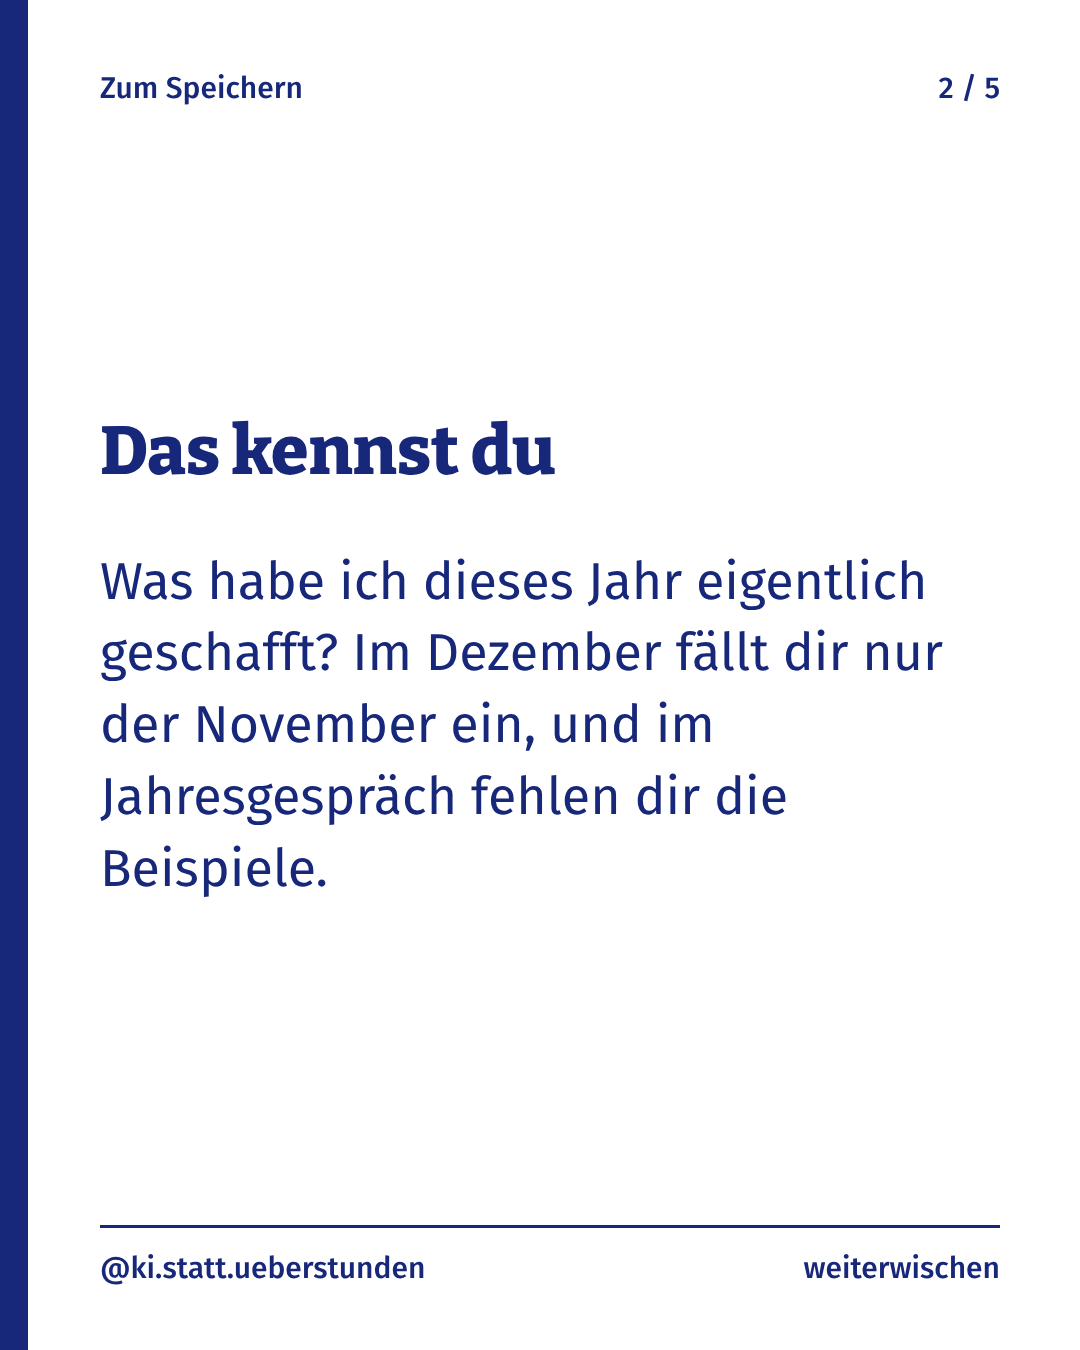 Zum Speichern
2 / 5
Das kennst du
Was habe ich dieses Jahr eigentlich
geschafft? Im Dezember fällt dir nur
der November ein, und im
Jahresgespräch fehlen dir die
Beispiele.
@ki.statt.ueberstunden
weiterwischen